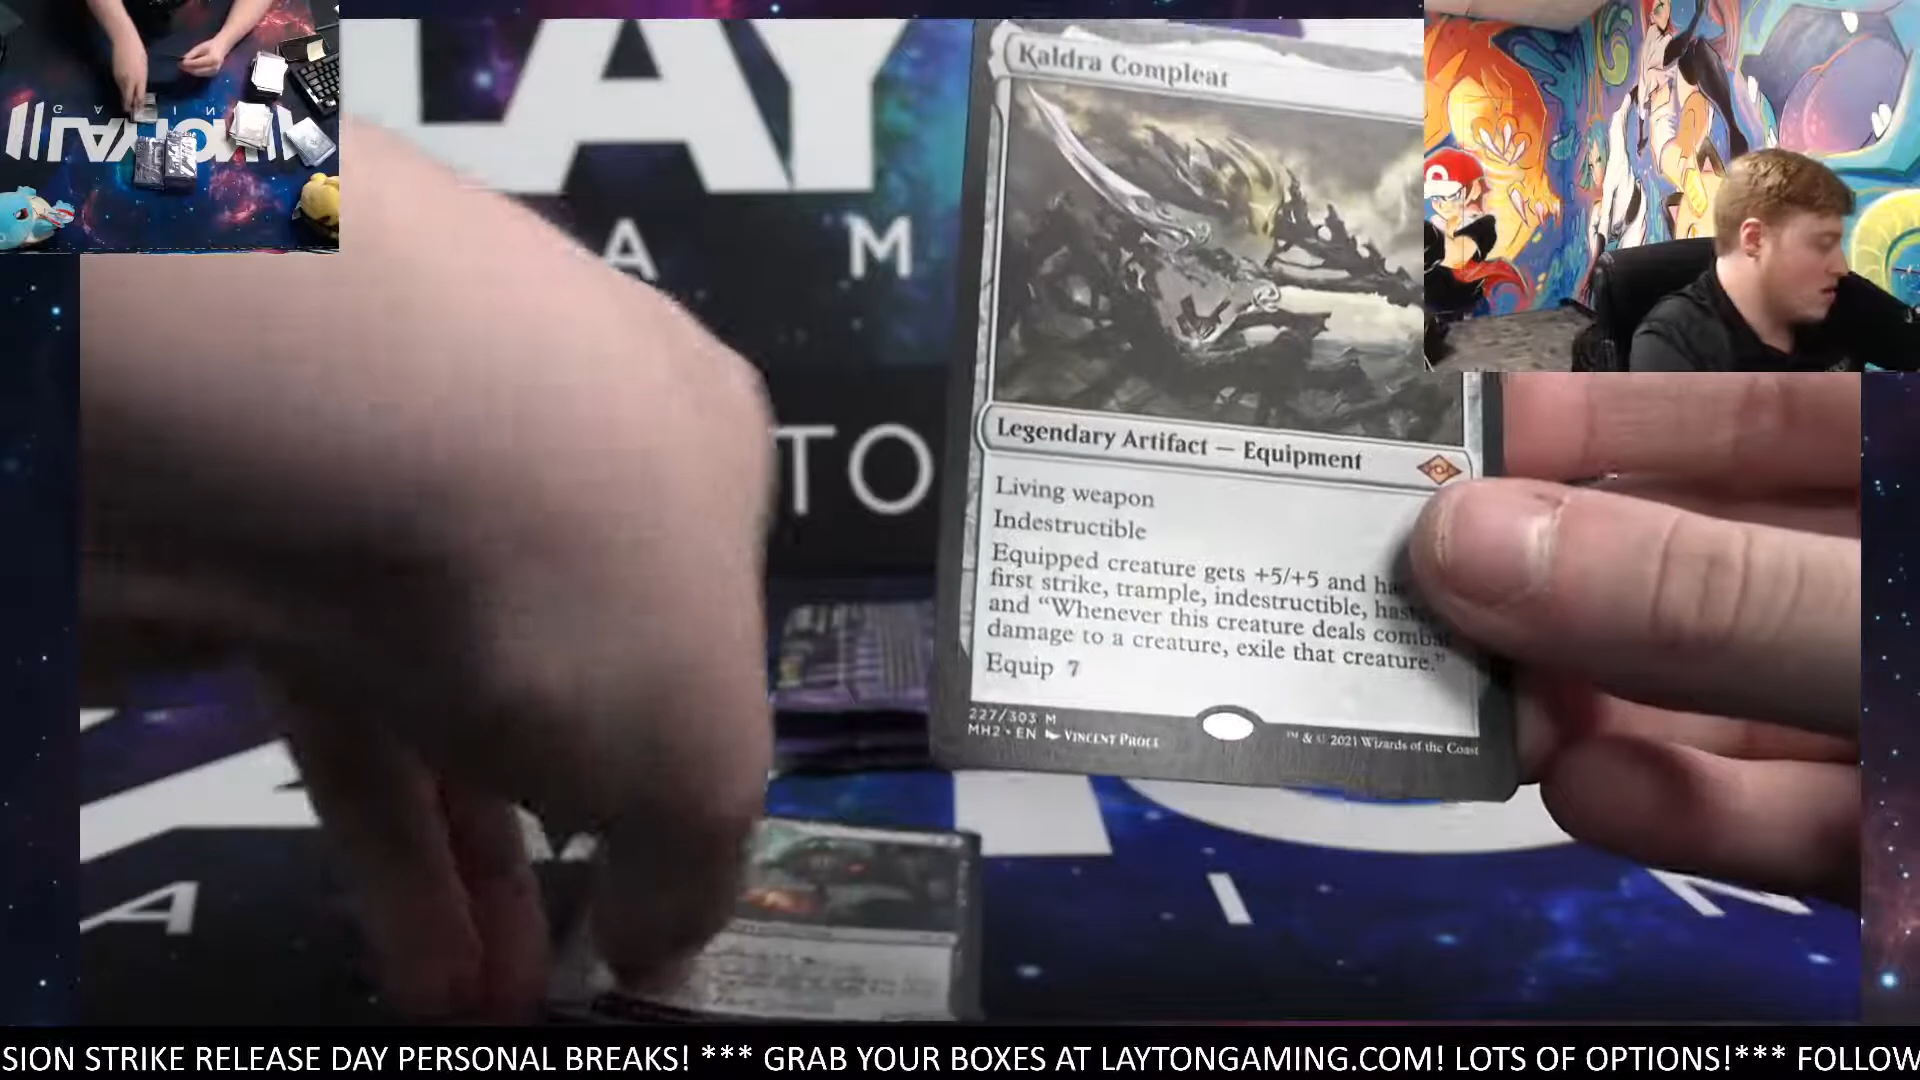 LAY
A M
TO
Kaldra Compleat
Legendary Artifact — Equipment
Living weapon
Indestructible
Equipped creature gets +5/+5 and
first strike, trample, indestructible,
and “Whenever this creature deals combat
damage to a creature, exile that creature.”
Equip 7
227/303 M
MH2 • EN VINCENT PROCE
™ & © 2021 Wizards of the Coast
A
I
N
SION STRIKE RELEASE DAY PERSONAL BREAKS! *** GRAB YOUR BOXES AT LAYTONGAMING.COM! LOTS OF OPTIONS!*** FOLLOW